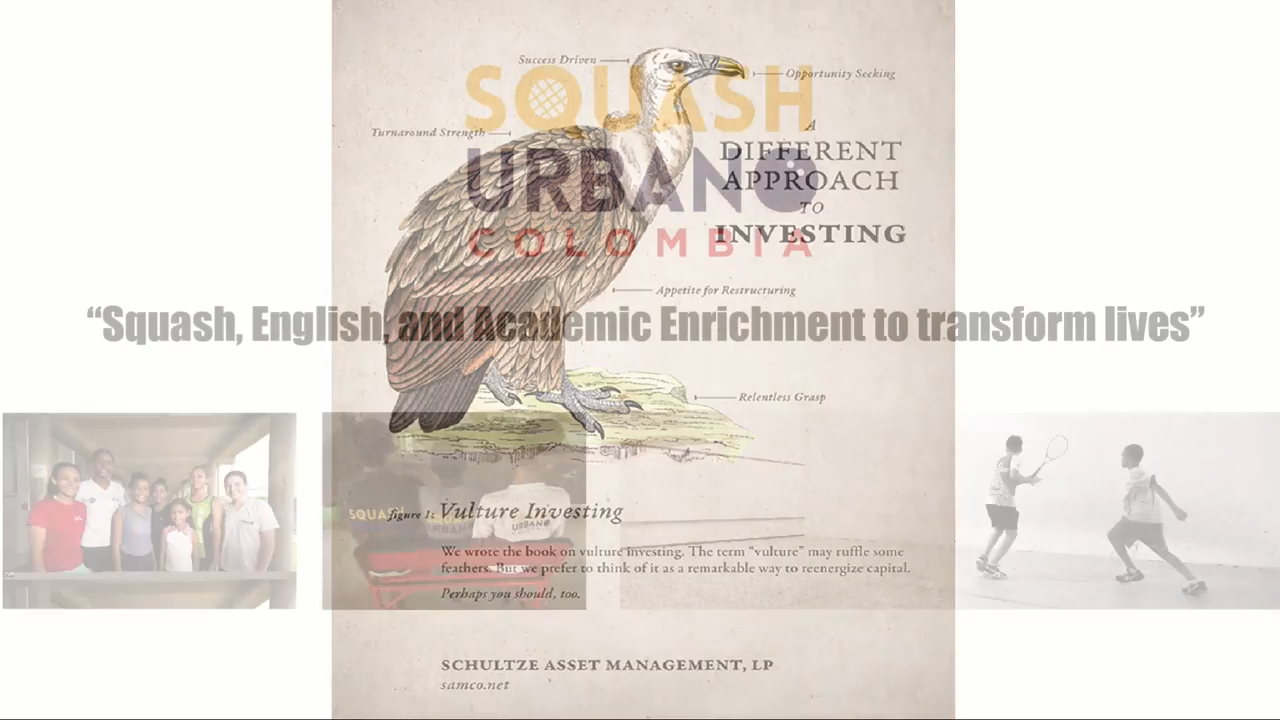 Success Driven
SQUASH
Opportunity Seeking
Turnaround Strength
A
DIFFERENT
APPROACH
TO
INVESTING
URBANO
COLOMBIA
Appetite for Restructuring
“Squash, English, and Academic Enrichment to transform lives”
Relentless Grasp
SQUASH
URBANO
figure 1: Vulture Investing
URBANO
We wrote the book on vulture investing. The term "vulture" may ruffle some
feathers. But we prefer to think of it as a remarkable way to reenergize capital.
Perhaps you should, too.
SCHULTZE ASSET MANAGEMENT, LP
samco.net